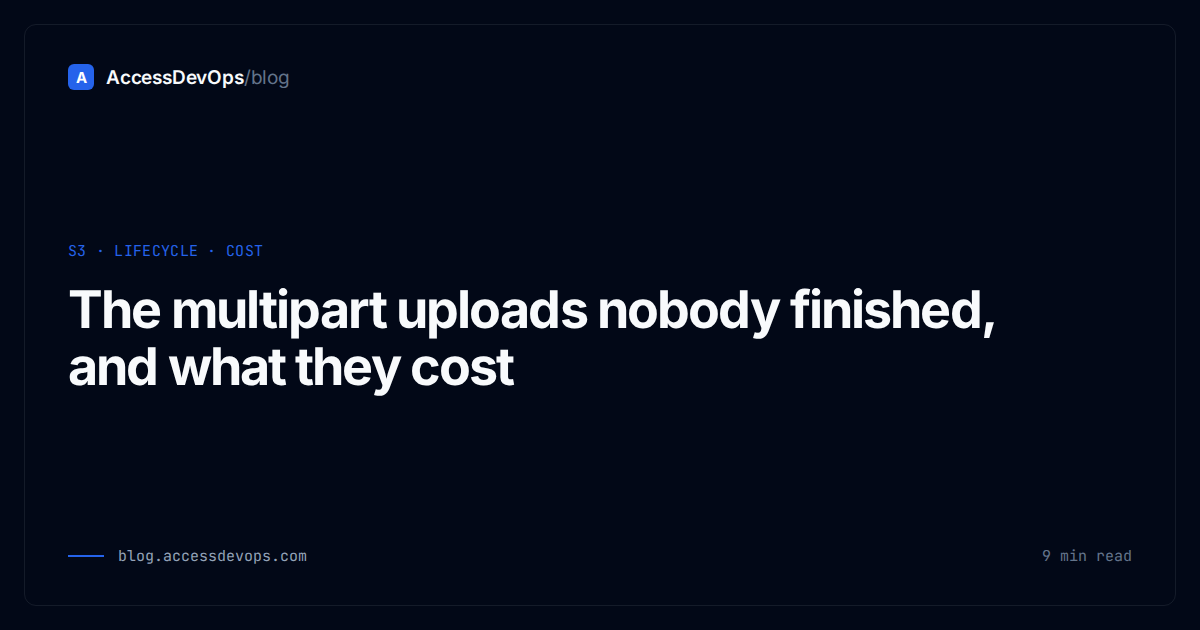 A AccessDevOps/blog
S3 · LIFECYCLE · COST
The multipart uploads nobody finished,
and what they cost
blog.accessdevops.com
9 min read